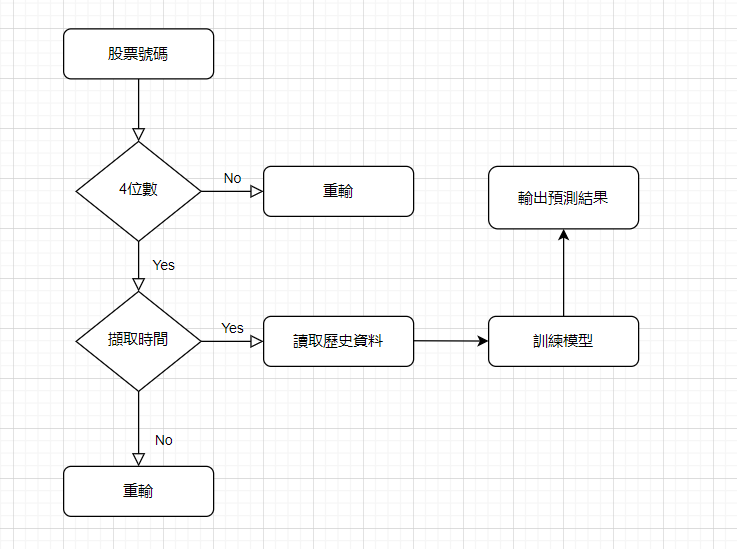 股票號碼
4位數
No
重輸
輸出預測結果
Yes
擷取時間
Yes
讀取歷史資料
訓練模型
No
重輸